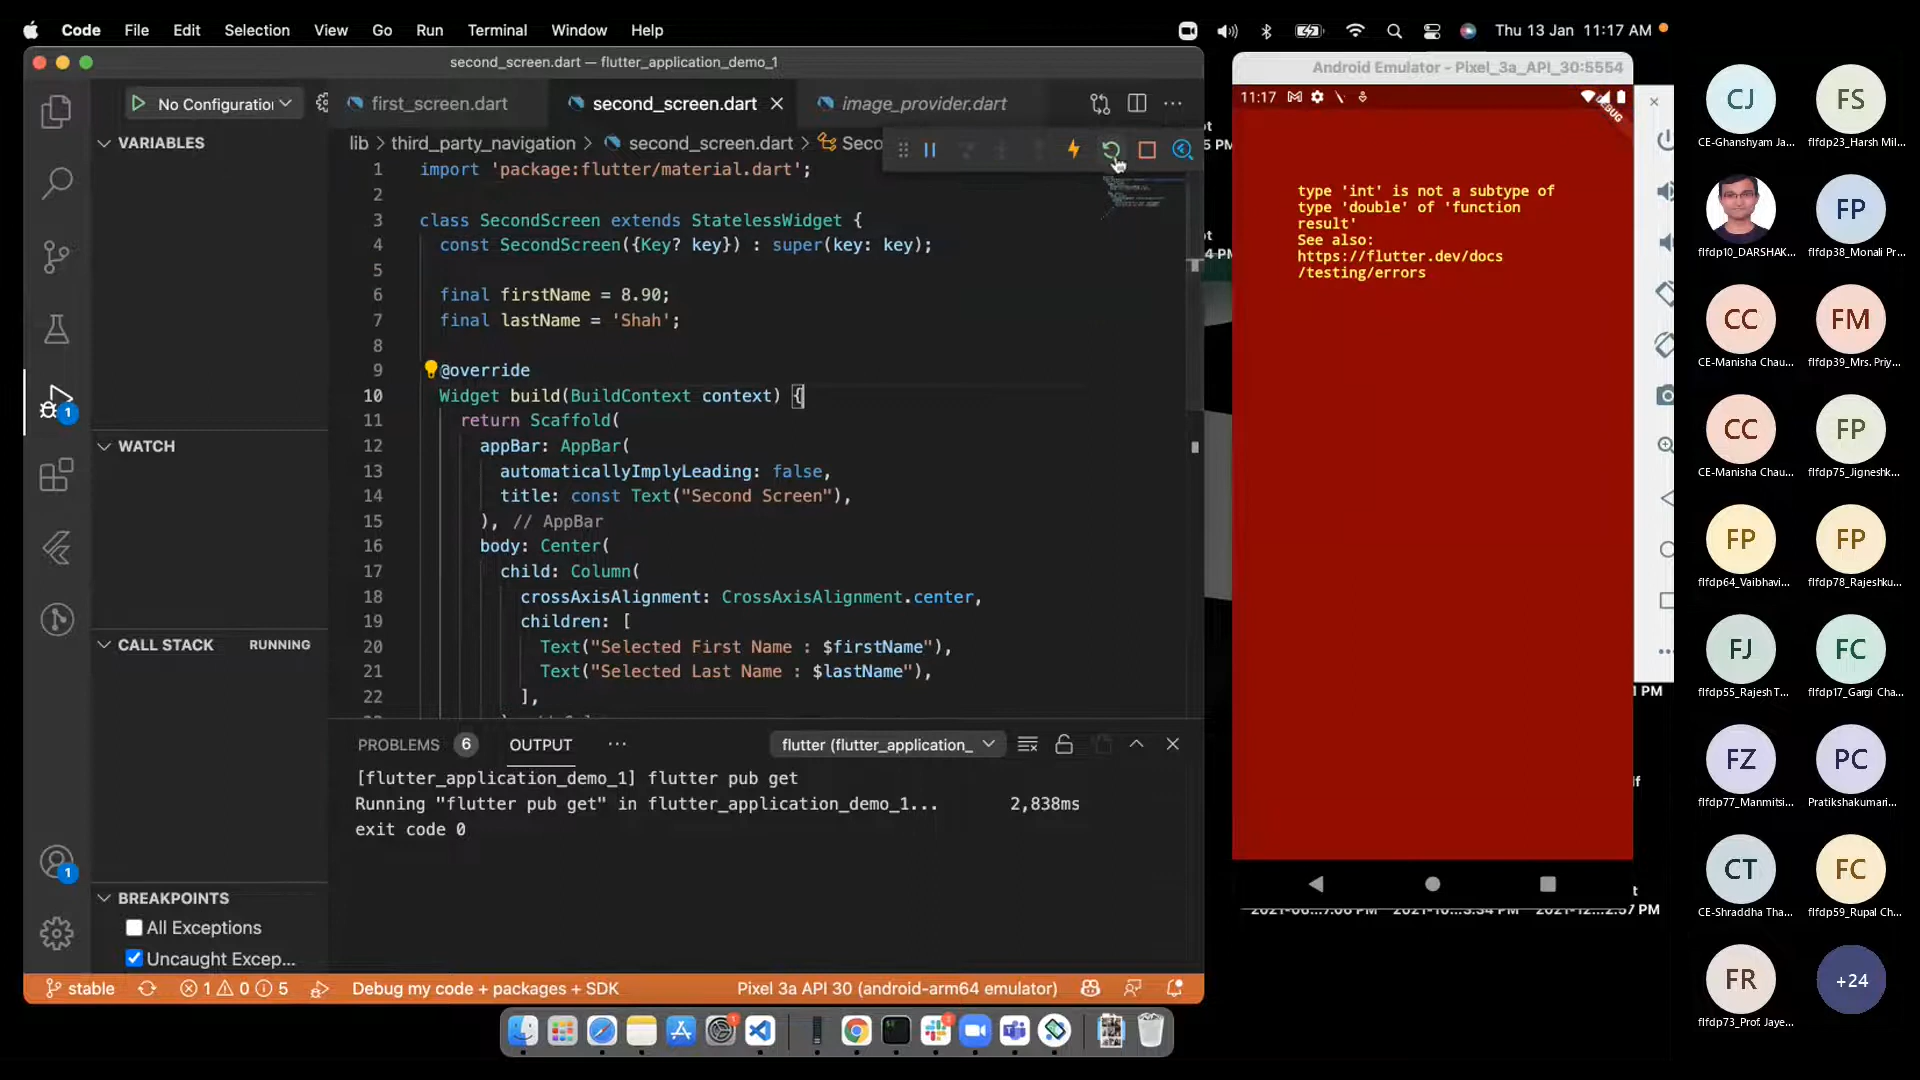 Code File Edit Selection View Go Run Terminal Window Help
Thu 13 Jan 11:17 AM
second_screen.dart — flutter_application_demo_1
No Configuration
first_screen.dart
second_screen.dart
image_provider.dart
lib > third_party_navigation > second_screen.dart > Seco
VARIABLES
WATCH
CALL STACK
RUNNING
BREAKPOINTS
All Exceptions
Uncaught Excep...
1 import 'package:flutter/material.dart';
2
3 class SecondScreen extends StatelessWidget {
4 const SecondScreen({Key? key}) : super(key: key);
5
6 final firstName = 8.90;
7 final lastName = 'Shah';
8
9 @override
10 Widget build(BuildContext context) {
11 return Scaffold(
12 appBar: AppBar(
13 automaticallyImplyLeading: false,
14 title: const Text("Second Screen"),
15 ), // AppBar
16 body: Center(
17 child: Column(
18 crossAxisAlignment: CrossAxisAlignment.center,
19 children: [
20 Text("Selected First Name : $firstName"),
21 Text("Selected Last Name : $lastName"),
22 ],
PROBLEMS 6
OUTPUT
flutter (flutter_application_
[flutter_application_demo_1] flutter pub get
Running "flutter pub get" in flutter_application_demo_1... 2,838ms
exit code 0
1
1
stable
1 0 5
Debug my code + packages + SDK
Pixel 3a API 30 (android-arm64 emulator)
Android Emulator - Pixel_3a_API_30:5554
11:17
DEBUG
type 'int' is not a subtype of
type 'double' of 'function
result'
See also:
https://flutter.dev/docs
/testing/errors
5 PM
4 PM
1 PM
CJ
CE-Ghanshyam Ja...
FS
flfdp23_Harsh Mil...
flfdp10_DARSHAK...
FP
flfdp38_Monali Pr...
CC
CE-Manisha Chau...
FM
flfdp39_Mrs. Priy...
CC
CE-Manisha Chau...
FP
flfdp75_Jigneshk...
FP
flfdp64_Vaibhavi...
FP
flfdp78_Rajeshku...
FJ
flfdp55_Rajesh T...
FC
flfdp17_Gargi Cha...
FZ
flfdp77_Manmitsi...
PC
Pratikshakumari...
CT
CE-Shraddha Tha...
FC
flfdp59_Rupal Ch...
FR
flfdp73_Prof. Jaye...
+24